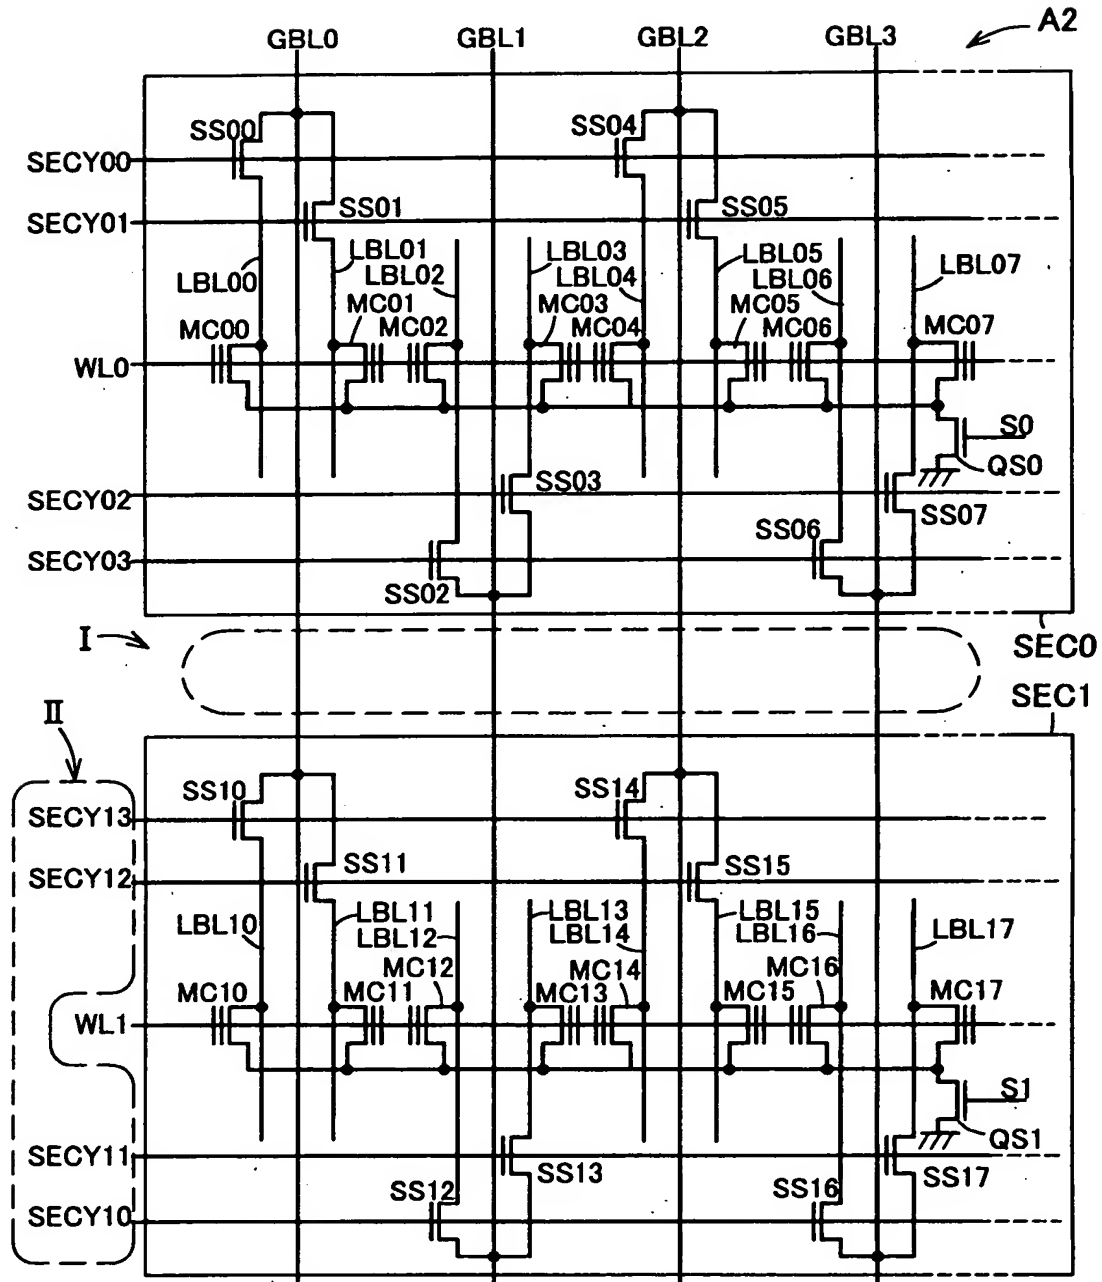 A2
GBL0 GBL1 GBL2 GBL3
SS00 SS04
SECY00
SECY01 SS01 SS05
LBL00 LBL01 LBL02 LBL03 LBL04 LBL05 LBL06 LBL07
MC00 MC01 MC02 MC03 MC04 MC05 MC06 MC07
WL0
S0
QS0
SECY02 SS03 SS07
SECY03 SS02 SS06
I
SEC0
SEC1
II
SS10 SS14
SECY13
SECY12 SS11 SS15
LBL10 LBL11 LBL12 LBL13 LBL14 LBL15 LBL16 LBL17
MC10 MC11 MC12 MC13 MC14 MC15 MC16 MC17
WL1
S1
QS1
SECY11 SS13 SS17
SECY10 SS12 SS16